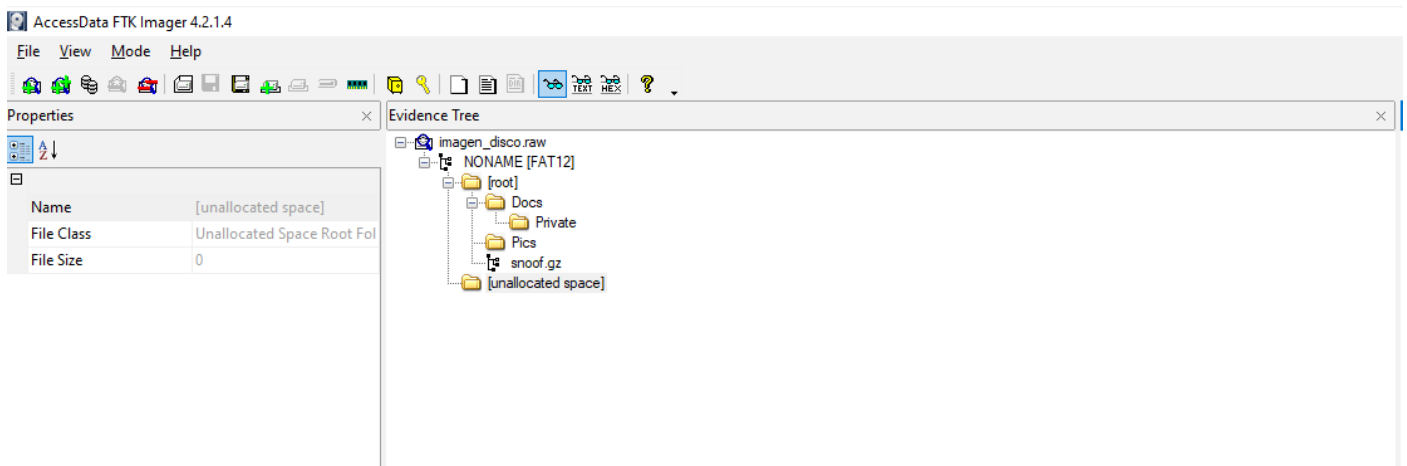 AccessData FTK Imager 4.2.1.4
File View Mode Help
TEXT HEX ?
Properties
Evidence Tree
A
Z
Name [unallocated space]
File Class Unallocated Space Root Fol
File Size 0
imagen_disco.raw
NONAME [FAT12]
[root]
Docs
Private
Pics
snoof.gz
[unallocated space]